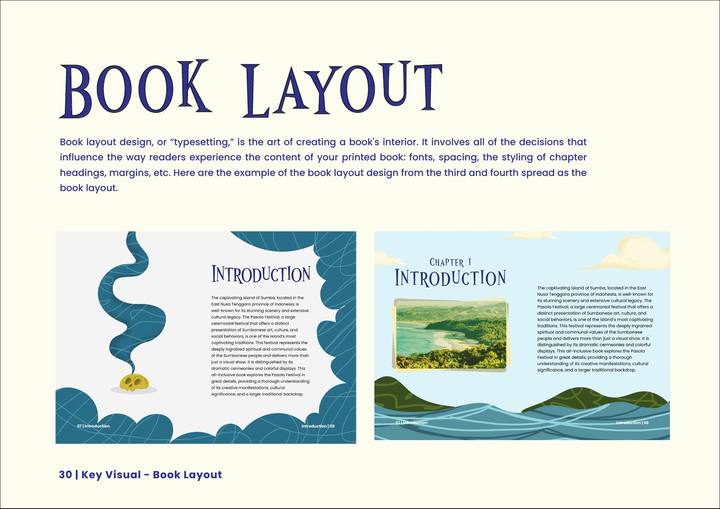 BOOK LAYOUT
Book layout design, or “typesetting,” is the art of creating a book's interior. It involves all of the decisions that
influence the way readers experience the content of your printed book: fonts, spacing, the styling of chapter
headings, margins, etc. Here are the example of the book layout design from the third and fourth spread as the
book layout.
INTRODUCTION
The captivating island of Sumba, located in the
East Nusa Tenggara province of Indonesia, is
well-known for its stunning scenery and extensive
cultural legacy. The Pasola Festival, a large
ceremonial festival that offers a distinct
presentation of Sumbanese art, culture, and
social behaviors, is one of the island's most
captivating traditions. This festival represents the
deeply ingrained spiritual and communal values
of the Sumbanese people and delivers more than
just a visual show. It is distinguished by its
dramatic cermeonies and colorful displays. This
all-inclusive book explores the Pasola Festival in
great details, providing a thorough understanding
of its creative manifestations, cultural
significance, and a larger traditional backdrop.
07 | Introduction
Introduction | 08
CHAPTER 1
INTRODUCTION
The captivating island of Sumba, located in the East
Nusa Tenggara province of Indonesia, is well-known for
its stunning scenery and extensive cultural legacy. The
Pasola Festival, a large ceremonial festival that offers a
distinct presentation of Sumbanese art, culture, and
social behaviors, is one of the island's most captivating
traditions. This festival represents the deeply ingrained
spiritual and communal values of the Sumbanese
people and delivers more than just a visual show. It is
distinguished by its dramatic cermeonies and colorful
displays. This all-inclusive book explores the Pasola
Festival in great details, providing a thorough
understanding of its creative manifestations, cultural
significance, and a larger traditional backdrop.
Introduction | 08
30 | Key Visual - Book Layout